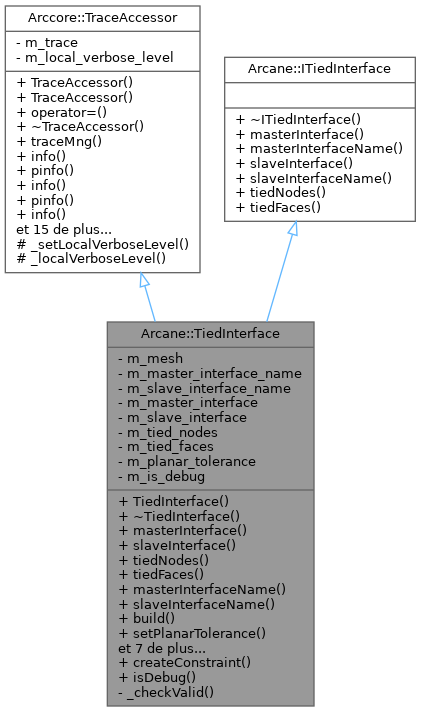 Arccore::TraceAccessor
- m_trace
- m_local_verbose_level
+ TraceAccessor()
+ TraceAccessor()
+ operator=()
+ ~TraceAccessor()
+ traceMng()
+ info()
+ pinfo()
+ info()
+ pinfo()
+ info()
et 15 de plus...
# _setLocalVerboseLevel()
# _localVerboseLevel()
Arcane::ITiedInterface
+ ~ITiedInterface()
+ masterInterface()
+ masterInterfaceName()
+ slaveInterface()
+ slaveInterfaceName()
+ tiedNodes()
+ tiedFaces()
Arcane::TiedInterface
- m_mesh
- m_master_interface_name
- m_slave_interface_name
- m_master_interface
- m_slave_interface
- m_tied_nodes
- m_tied_faces
- m_planar_tolerance
- m_is_debug
+ TiedInterface()
+ ~TiedInterface()
+ masterInterface()
+ slaveInterface()
+ tiedNodes()
+ tiedFaces()
+ masterInterfaceName()
+ slaveInterfaceName()
+ build()
+ setPlanarTolerance()
et 7 de plus...
+ createConstraint()
+ isDebug()
- _checkValid()